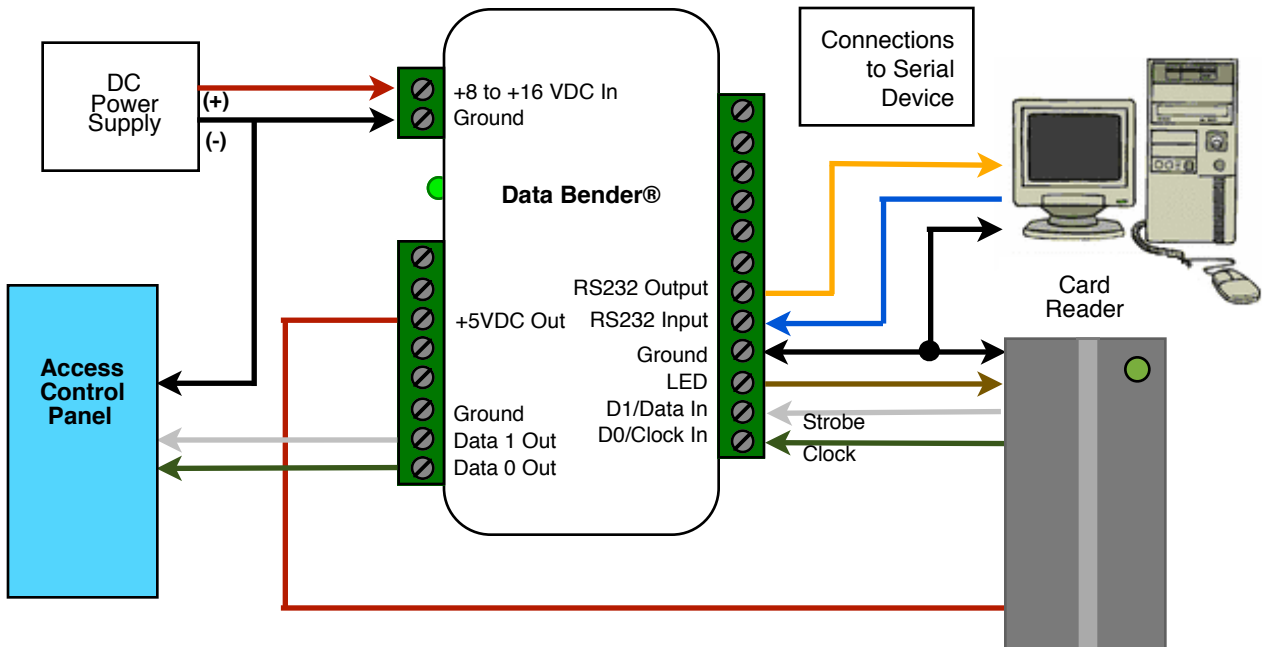 DC
Power
Supply
(+)
(-)
+8 to +16 VDC In
Ground
Data Bender®
Connections
to Serial
Device
+5VDC Out
Ground
Data 1 Out
Data 0 Out
RS232 Output
RS232 Input
Ground
LED
D1/Data In
D0/Clock In
Strobe
Clock
Card
Reader
Access
Control
Panel